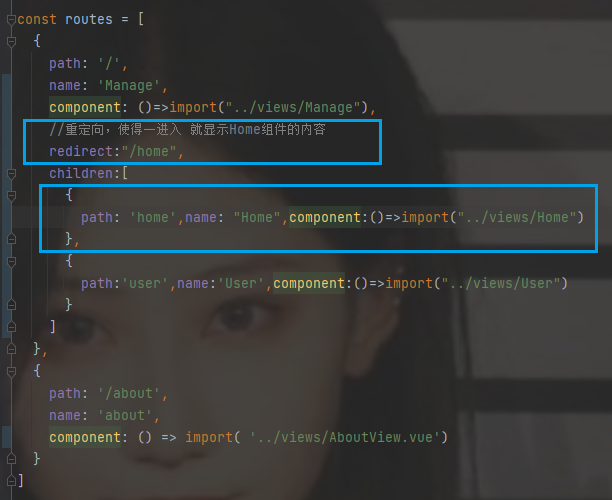 const routes = [
{
path: '/',
name: 'Manage',
component: ()=>import("../views/Manage"),
//重定向，使得一进入 就显示Home组件的内容
redirect:"/home",
children:[
{
path: 'home',name: "Home",component:()=>import("../views/Home")
},
{
path:'user',name:'User',component:()=>import("../views/User")
}
]
},
{
path: '/about',
name: 'about',
component: () => import( '../views/AboutView.vue')
}
]